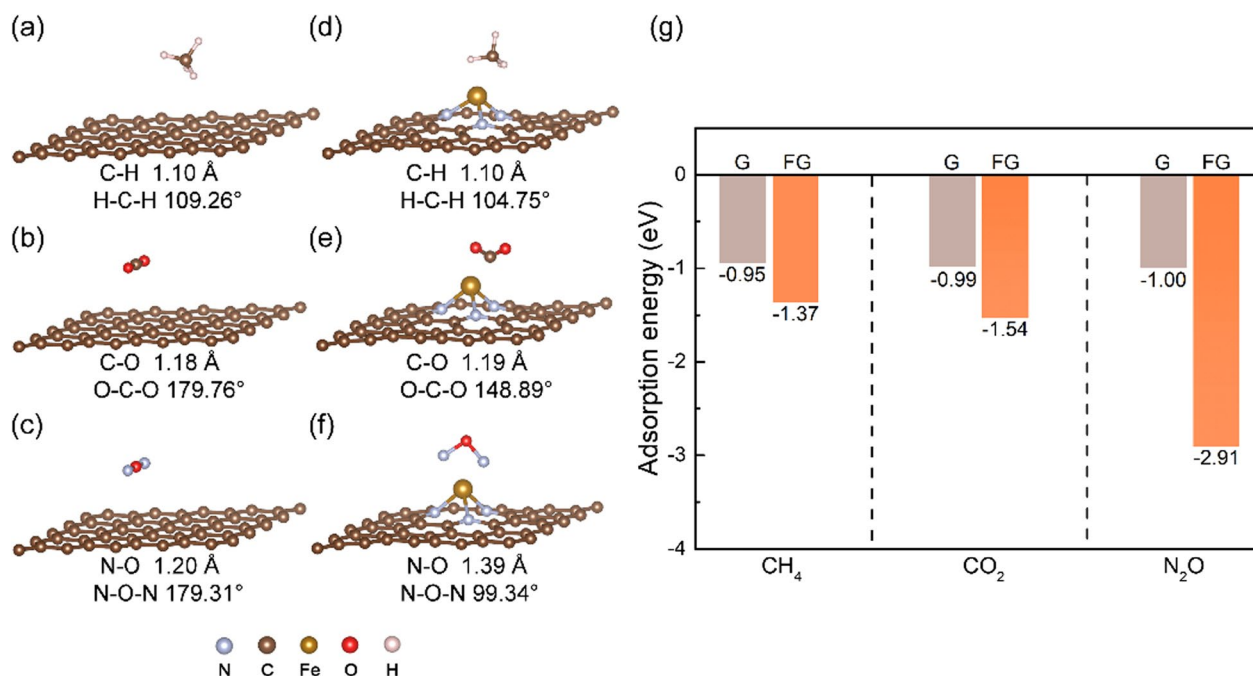 (a)
C-H 1.10 Å
H-C-H 109.26°
(b)
C-O 1.18 Å
O-C-O 179.76°
(c)
N-O 1.20 Å
N-O-N 179.31°
(d)
C-H 1.10 Å
H-C-H 104.75°
(e)
C-O 1.19 Å
O-C-O 148.89°
(f)
N-O 1.39 Å
N-O-N 99.34°
N C Fe O H
(g)
Adsorption energy (eV)
0
-1
-2
-3
-4
G FG G FG G FG
-0.95 -1.37 -0.99 -1.54 -1.00 -2.91
CH₄ CO₂ N₂O